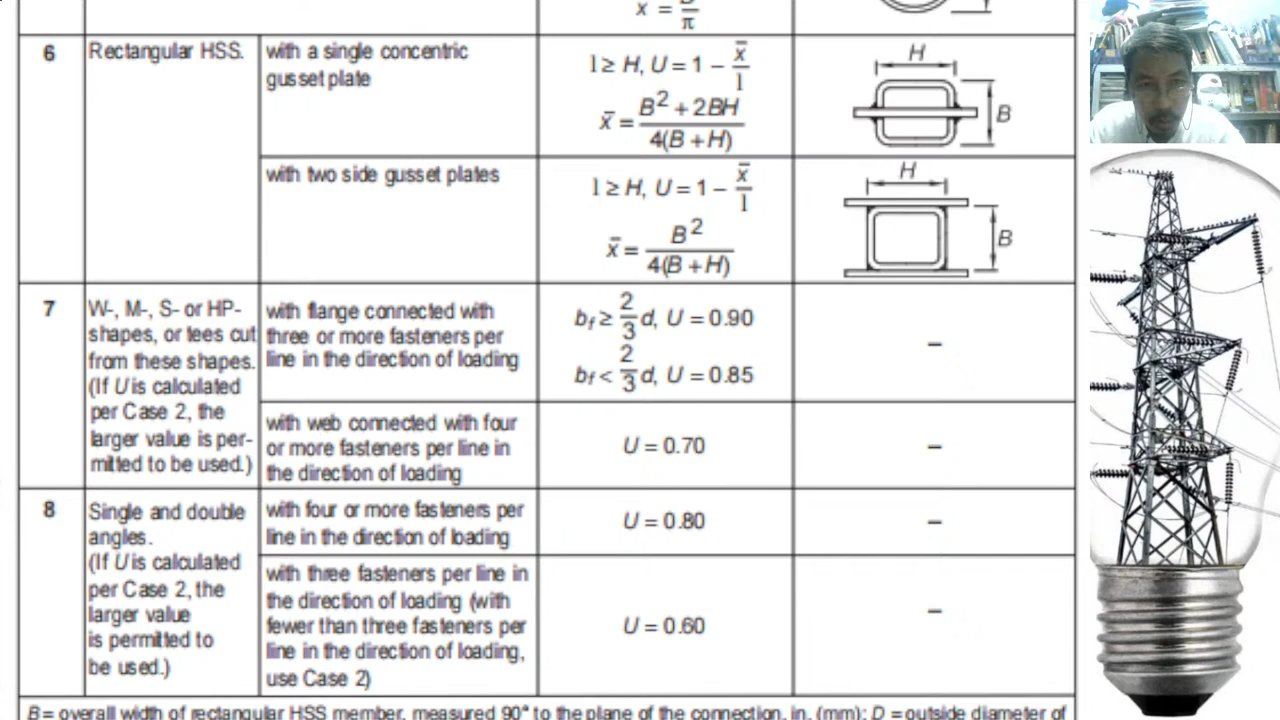 x̄ = D/π
6
Rectangular HSS.
with a single concentric
gusset plate
l ≥ H, U = 1 – x̄/l
x̄ = B² + 2BH / 4(B + H)
H
B
with two side gusset plates
l ≥ H, U = 1 – x̄/l
x̄ = B² / 4(B + H)
H
B
7
W-, M-, S- or HP-
shapes, or tees cut
from these shapes.
(If U is calculated
per Case 2, the
larger value is per-
mitted to be used.)
with flange connected with
three or more fasteners per
line in the direction of loading
bf ≥ 2/3 d, U = 0.90
bf < 2/3 d, U = 0.85
–
with web connected with four
or more fasteners per line in
the direction of loading
U = 0.70
–
8
Single and double
angles.
(If U is calculated
per Case 2, the
larger value
is permitted to
be used.)
with four or more fasteners per
line in the direction of loading
U = 0.80
–
with three fasteners per line in
the direction of loading (with
fewer than three fasteners per
line in the direction of loading,
use Case 2)
U = 0.60
–
B = overall width of rectangular HSS member, measured 90° to the plane of the connection, in. (mm); D = outside diameter of